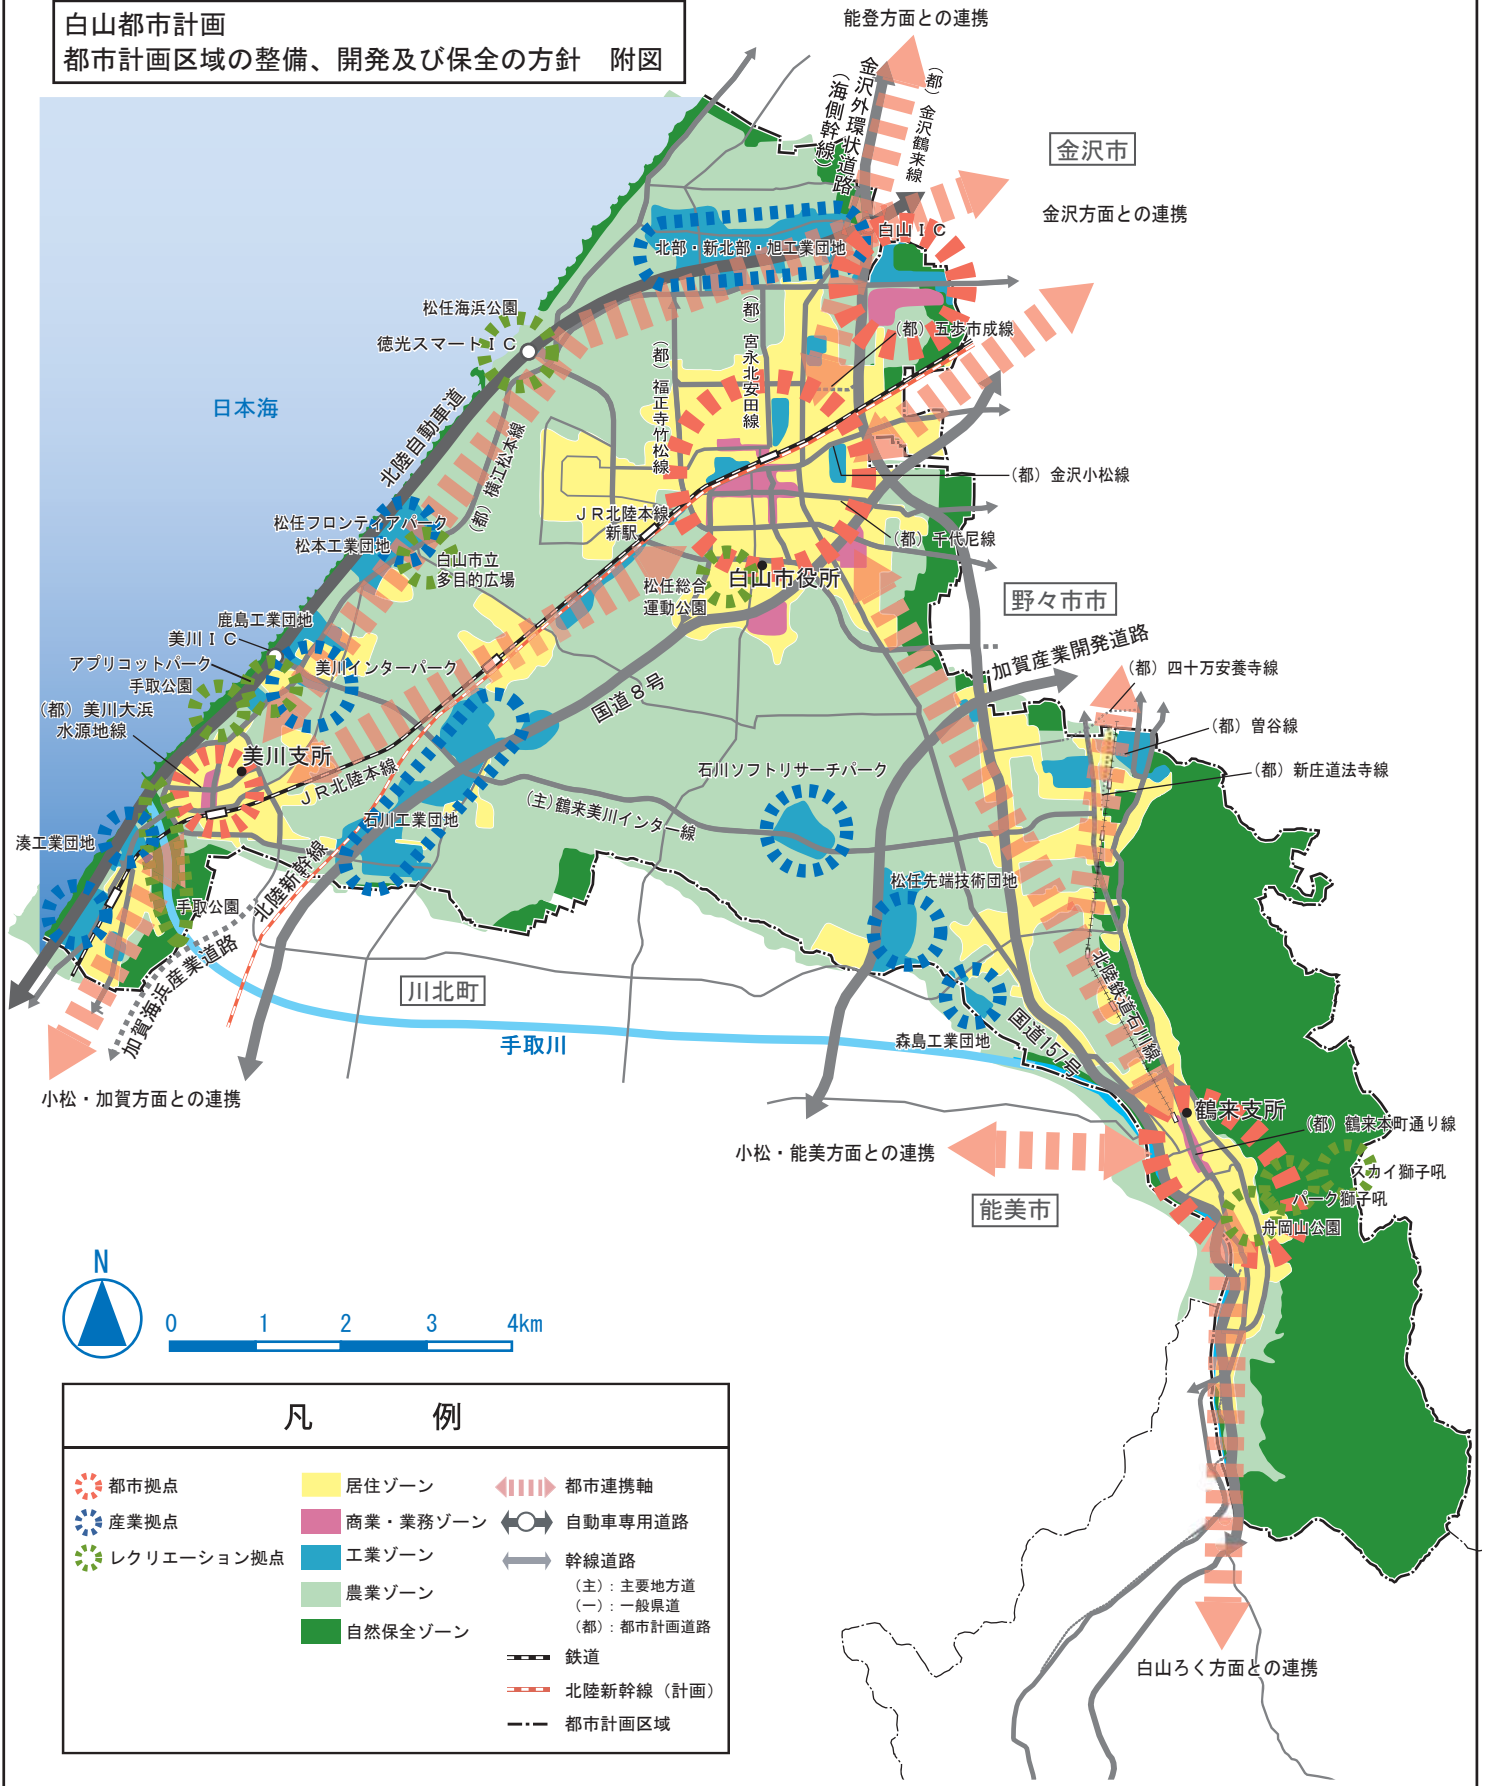 白山都市計画
都市計画区域の整備、開発及び保全の方針　附図
能登方面との連携
金沢外環状道路
（海側幹線）
（都）金沢鶴来線
金沢市
金沢方面との連携
白山ＩＣ
北部・新北部・旭工業団地
松任海浜公園
徳光スマートＩＣ
（都）宮永北安田線
（都）五歩市成線
（都）福正寺竹松線
日本海
北陸自動車道
（都）横江松本線
（都）金沢小松線
松任フロンティアパーク
松本工業団地
ＪＲ北陸本線
新駅
（都）千代尼線
白山市立
多目的広場
松任総合
運動公園
白山市役所
野々市市
鹿島工業団地
美川ＩＣ
アプリコットパーク
手取公園
美川インターパーク
加賀産業開発道路
（都）四十万安養寺線
（都）美川大浜
水源地線
国道８号
（都）曽谷線
美川支所
ＪＲ北陸本線
石川ソフトリサーチパーク
（都）新庄道法寺線
（主）鶴来美川インター線
石川工業団地
湊工業団地
北陸新幹線
松任先端技術団地
手取公園
加賀海浜産業道路
川北町
北陸鉄道石川線
手取川
森島工業団地
国道157号
小松・加賀方面との連携
鶴来支所
（都）鶴来本町通り線
小松・能美方面との連携
スカイ獅子吼
パーク獅子吼
能美市
舟岡山公園
N
0 1 2 3 4km
凡例
都市拠点
産業拠点
レクリエーション拠点
居住ゾーン
商業・業務ゾーン
工業ゾーン
農業ゾーン
自然保全ゾーン
都市連携軸
自動車専用道路
幹線道路
（主）：主要地方道
（一）：一般県道
（都）：都市計画道路
鉄道
北陸新幹線（計画）
都市計画区域
白山ろく方面との連携